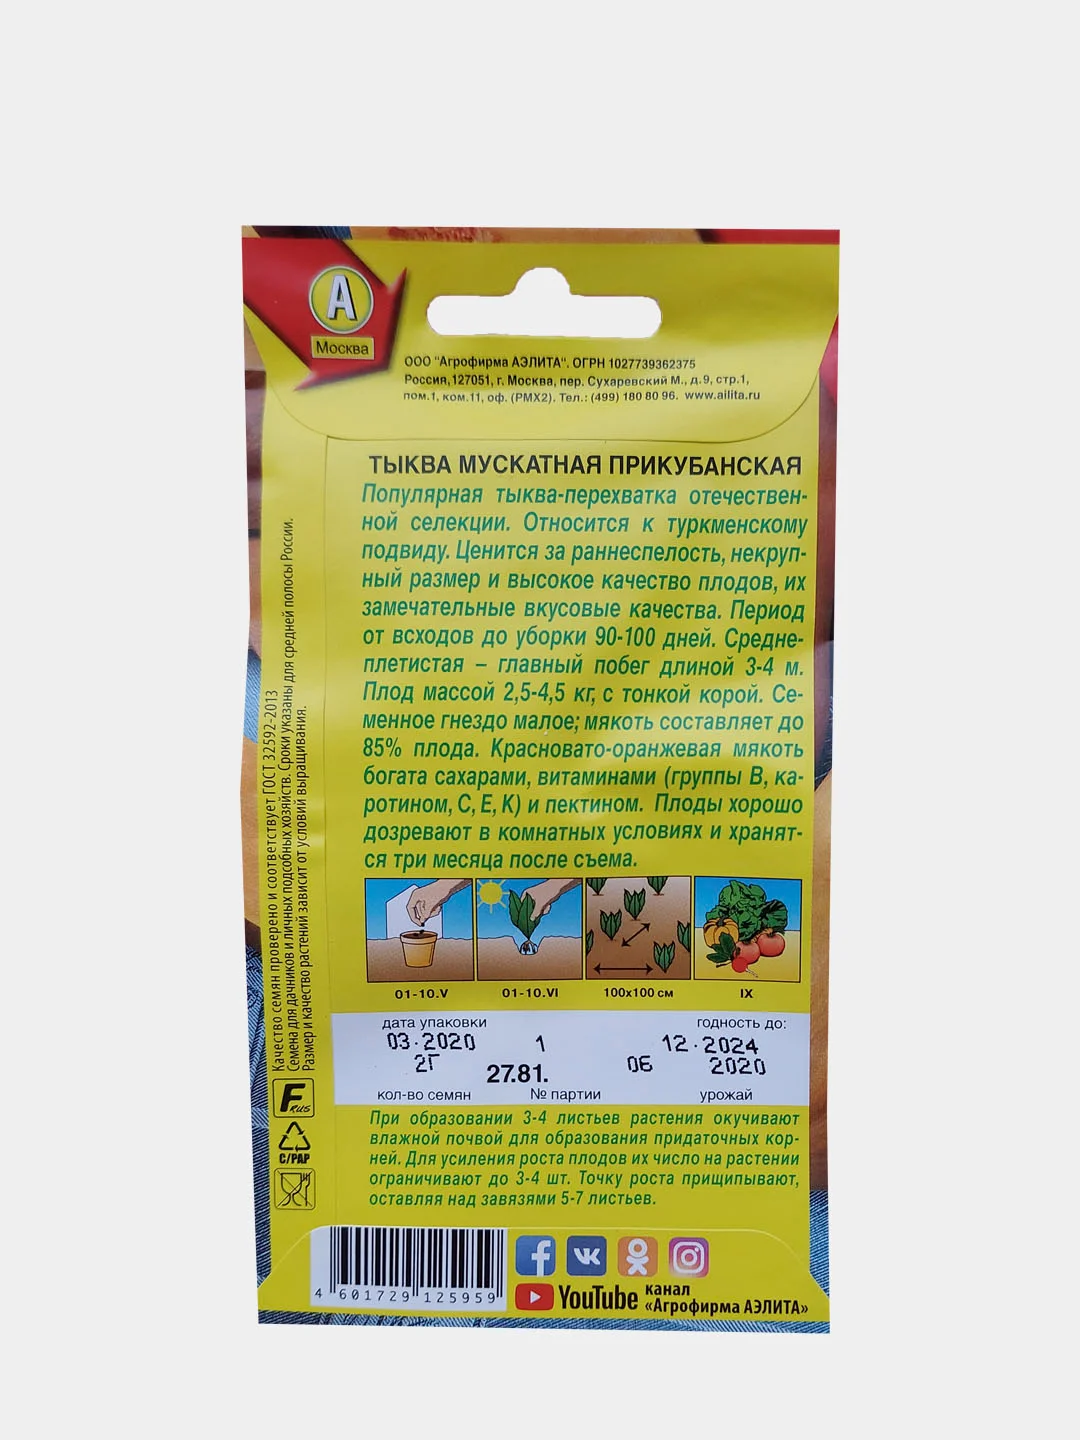 А
Москва
ООО "Агрофирма АЭЛИТА". ОГРН 1027739362375
Россия,127051, г. Москва, пер. Сухаревский М., д.9, стр.1,
пом.1, ком.11, оф. (РМХ2). Тел.: (499) 180 80 96. www.ailita.ru
ТЫКВА МУСКАТНАЯ ПРИКУБАНСКАЯ
Популярная тыква-перехватка отечествен-
ной селекции. Относится к туркменскому
подвиду. Ценится за раннеспелость, некруп-
ный размер и высокое качество плодов, их
замечательные вкусовые качества. Период
от всходов до уборки 90-100 дней. Средне-
плетистая – главный побег длиной 3-4 м.
Плод массой 2,5-4,5 кг, с тонкой корой. Се-
менное гнездо малое; мякоть составляет до
85% плода. Красновато-оранжевая мякоть
богата сахарами, витаминами (группы В, ка-
ротином, С, Е, К) и пектином. Плоды хорошо
дозревают в комнатных условиях и хранят-
ся три месяца после съема.
01-10.V 01-10.VI 100х100 см IX
дата упаковки годность до:
03.2020 1 12.2024
2Г 27.81. 06 2020
кол-во семян № партии урожай
При образовании 3-4 листьев растения окучивают
влажной почвой для образования придаточных кор-
ней. Для усиления роста плодов их число на растении
ограничивают до 3-4 шт. Точку роста прищипывают,
оставляя над завязями 5-7 листьев.
Качество семян проверено и соответствует ГОСТ 32592-2013
Семена для дачников и личных подсобных хозяйств. Сроки указаны для средней полосы России.
Размер и качество растений зависит от условий выращивания.
F RUS
C/PAP
4 601729 125959
YouTube канал
«Агрофирма АЭЛИТА»